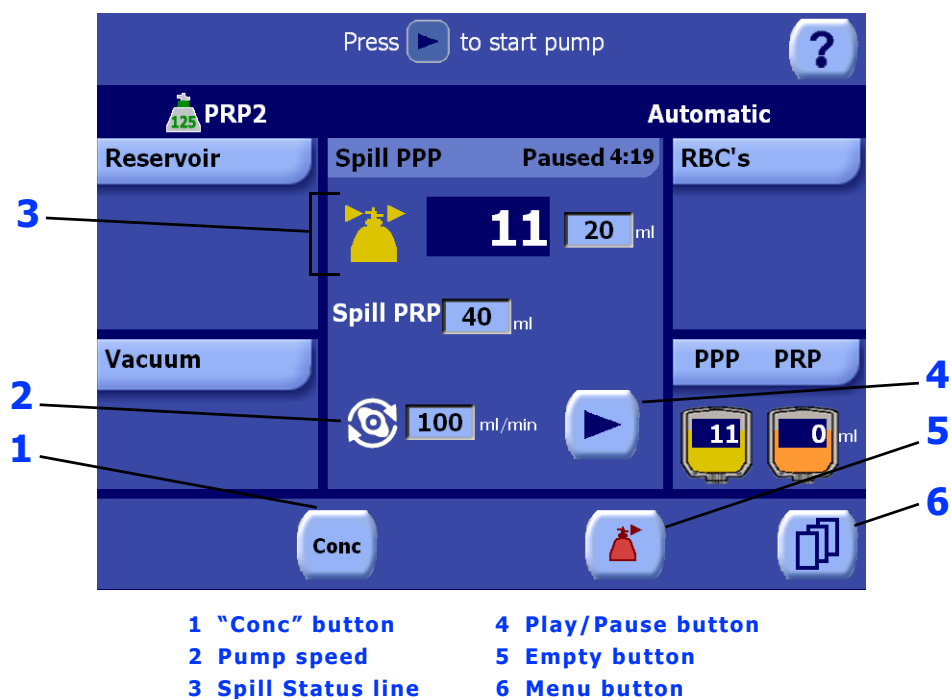 Press to start pump
?
125 PRP2 Automatic
Reservoir
Spill PPP Paused 4:19
RBC's
3
11 20 ml
Spill PRP 40 ml
Vacuum
PPP PRP
4
2
100 ml/min
11 0 ml
5
1
6
Conc
1 “Conc” button
2 Pump speed
3 Spill Status line
4 Play/Pause button
5 Empty button
6 Menu button